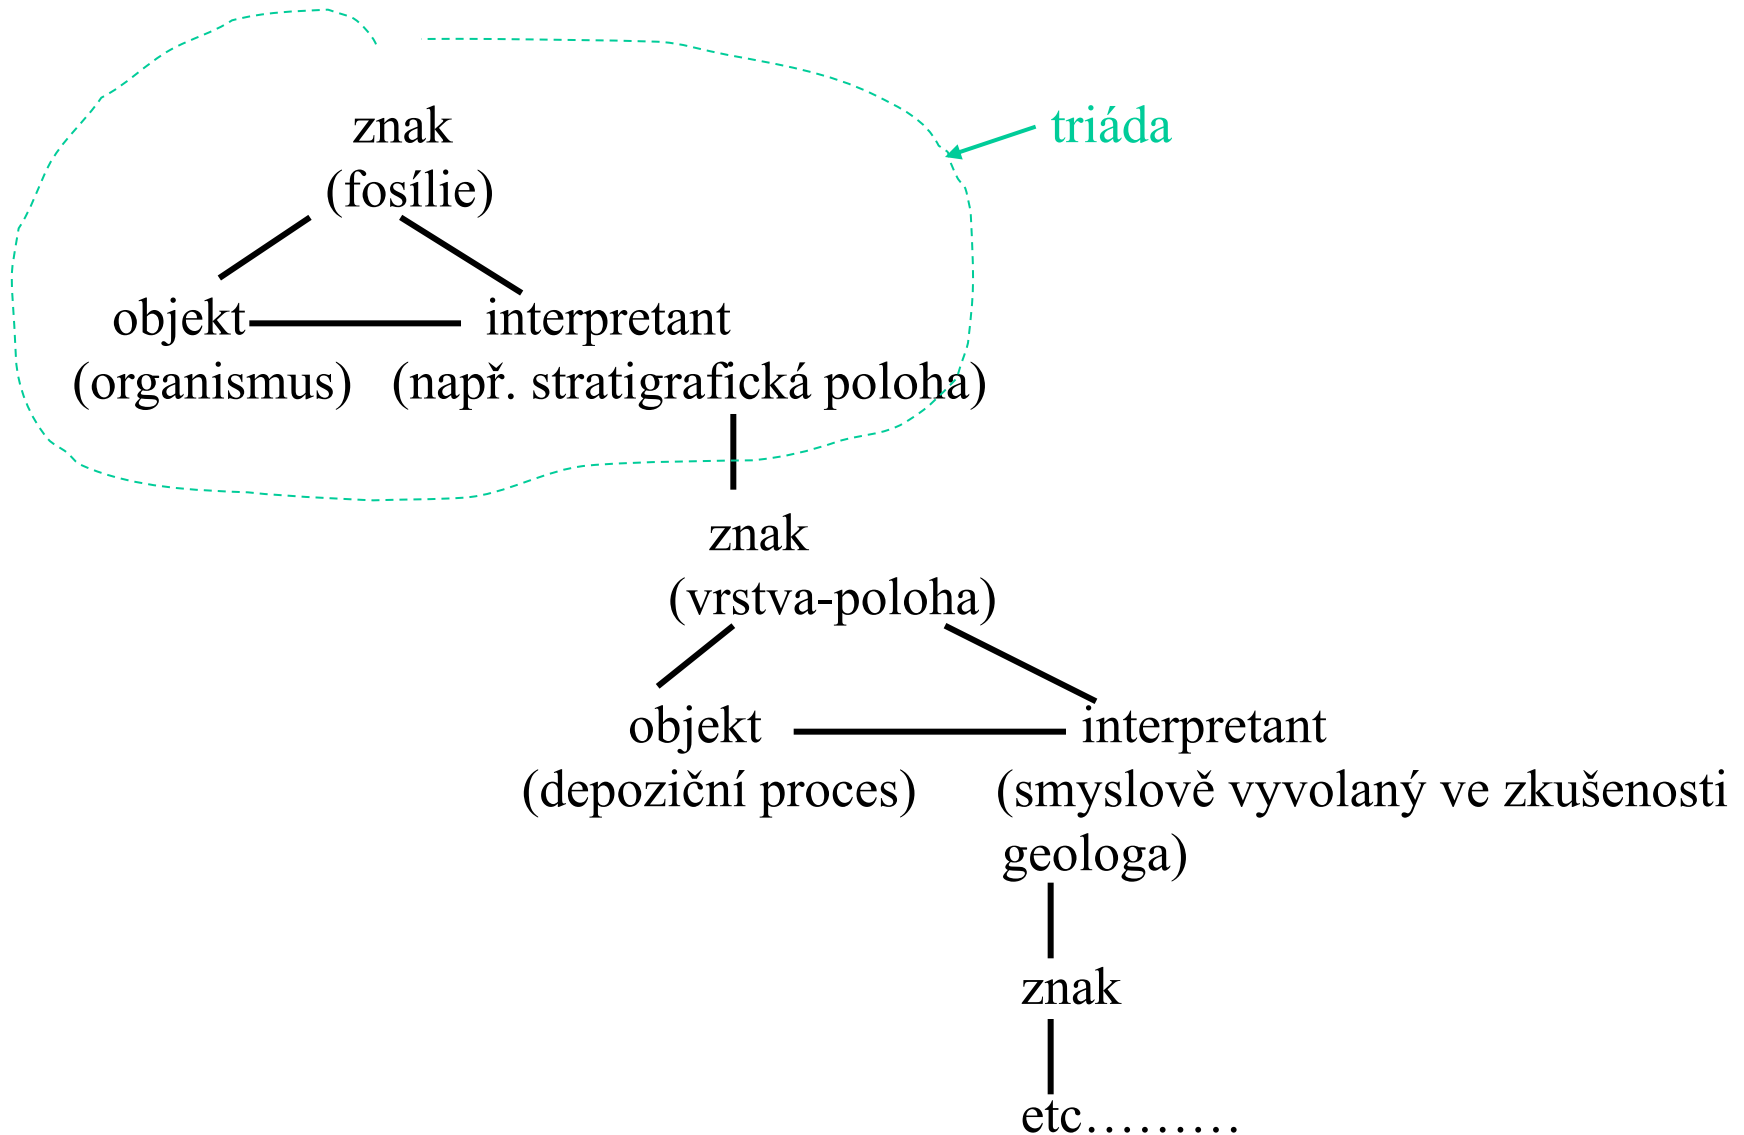 triáda
znak
(fosílie)
objekt interpretant
(organismus) (např. stratigrafická poloha)
znak
(vrstva-poloha)
objekt interpretant
(depoziční proces) (smyslově vyvolaný ve zkušenosti
geologa)
znak
etc………